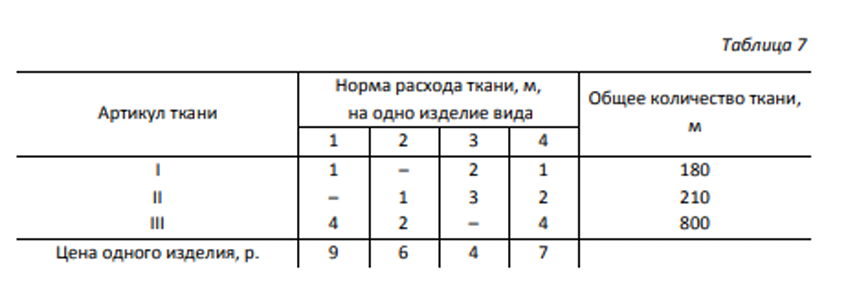 Таблица 7
Артикул ткани
Норма расхода ткани, м,
на одно изделие вида
Общее количество ткани,
м
1 2 3 4
I 1 – 2 1 180
II – 1 3 2 210
III 4 2 – 4 800
Цена одного изделия, р. 9 6 4 7